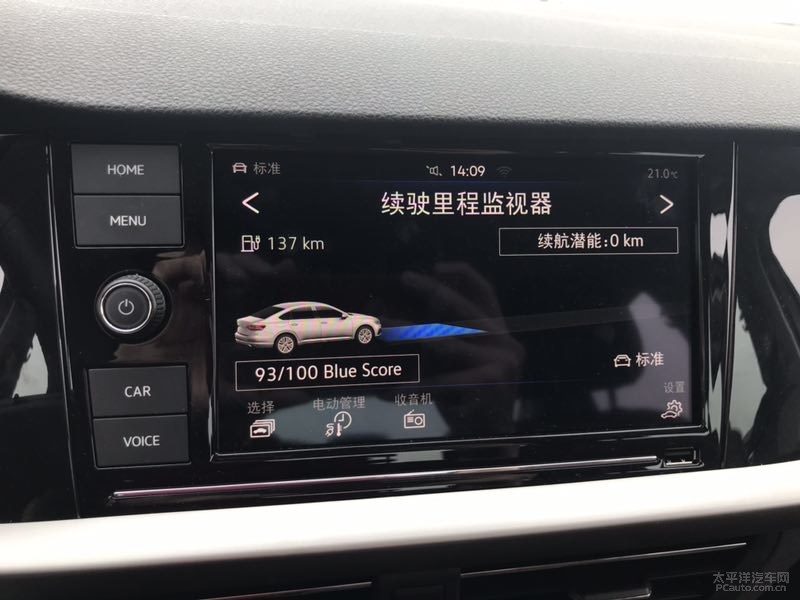 HOME
MENU
CAR
VOICE
标准
14:09
21.0℃
续驶里程监视器
137 km
续航潜能:0 km
93/100 Blue Score
标准
选择
电动管理
收音机
设置
太平洋汽车网
PCauto.com.cn